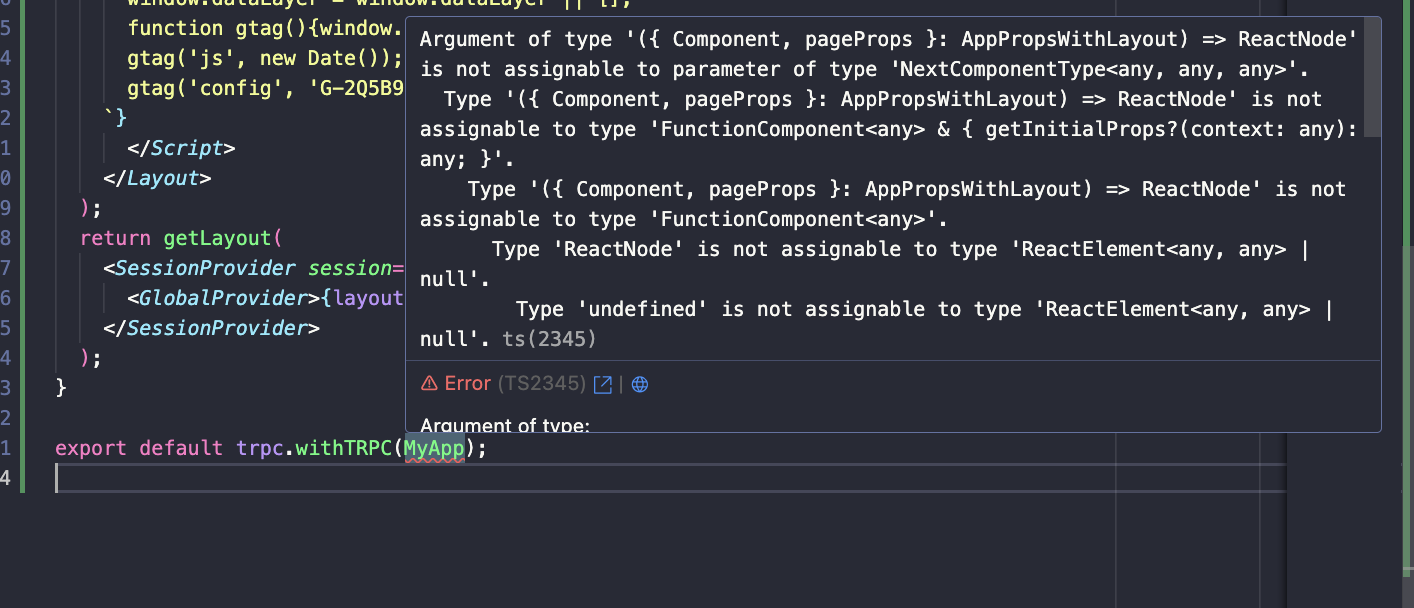 window.dataLayer = window.dataLayer || [];
5 function gtag(){window.
4 gtag('js', new Date());
3 gtag('config', 'G-2Q5B9
2 `}
1 </Script>
0 </Layout>
9 );
8 return getLayout(
7 <SessionProvider session=
6 <GlobalProvider>{layout
5 </SessionProvider>
4 );
3 }
2
1 export default trpc.withTRPC(MyApp);
4
Argument of type '({ Component, pageProps }: AppPropsWithLayout) => ReactNode'
is not assignable to parameter of type 'NextComponentType<any, any, any>'.
Type '({ Component, pageProps }: AppPropsWithLayout) => ReactNode' is not
assignable to type 'FunctionComponent<any> & { getInitialProps?(context: any):
any; }'.
Type '({ Component, pageProps }: AppPropsWithLayout) => ReactNode' is not
assignable to type 'FunctionComponent<any>'.
Type 'ReactNode' is not assignable to type 'ReactElement<any, any> |
null'.
Type 'undefined' is not assignable to type 'ReactElement<any, any> |
null'. ts(2345)
Error (TS2345) |
Argument of type: